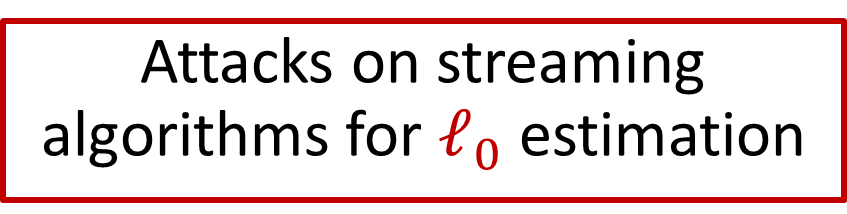 Attacks on streaming
algorithms for ℓ₀ estimation